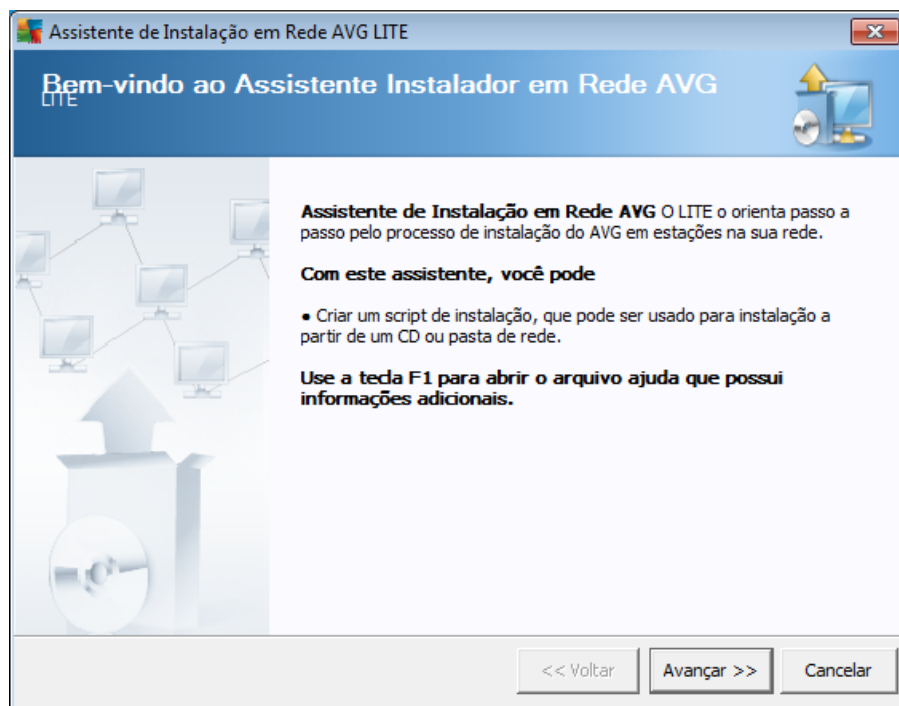 Assistente de Instalação em Rede AVG LITE
Bem-vindo ao Assistente Instalador em Rede AVG
LITE
Assistente de Instalação em Rede AVG O LITE o orienta passo a
passo pelo processo de instalação do AVG em estações na sua rede.
Com este assistente, você pode
• Criar um script de instalação, que pode ser usado para instalação a
partir de um CD ou pasta de rede.
Use a tecla F1 para abrir o arquivo ajuda que possui
informações adicionais.
<< Voltar
Avançar >>
Cancelar